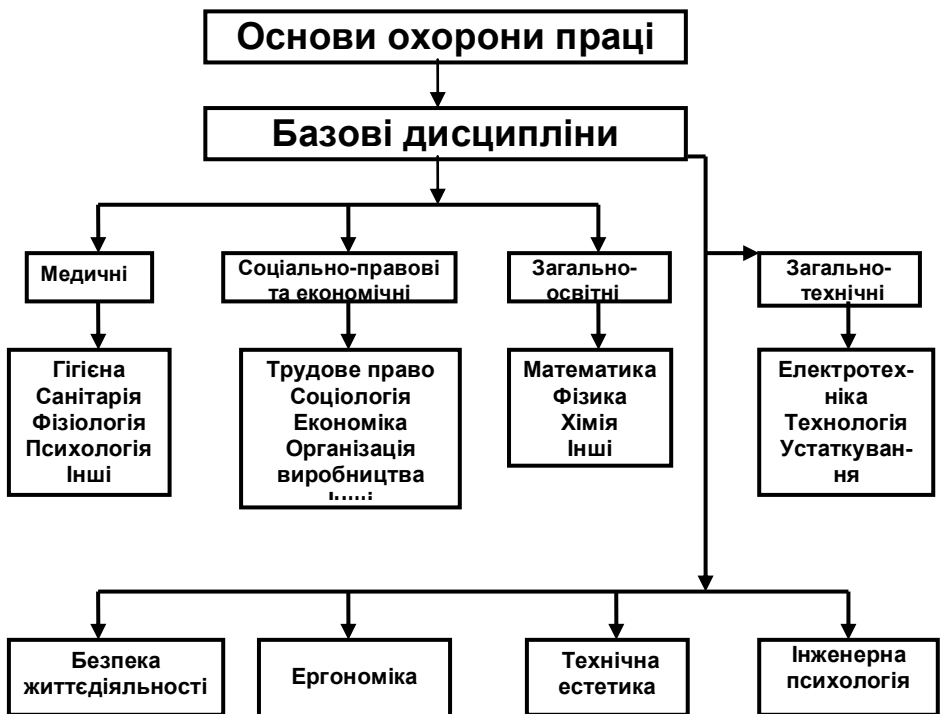 Основи охорони праці
Базові дисципліни
Медичні
Соціально-правові
та економічні
Загально-
освітні
Загально-
технічні
Гігієна
Санітарія
Фізіологія
Психологія
Інші
Трудове право
Соціологія
Економіка
Організація
виробництва
Інші
Математика
Фізика
Хімія
Інші
Електротех-
ніка
Технологія
Устаткуван-
ня
Безпека
життєдіяльності
Ергономіка
Технічна
естетика
Інженерна
психологія